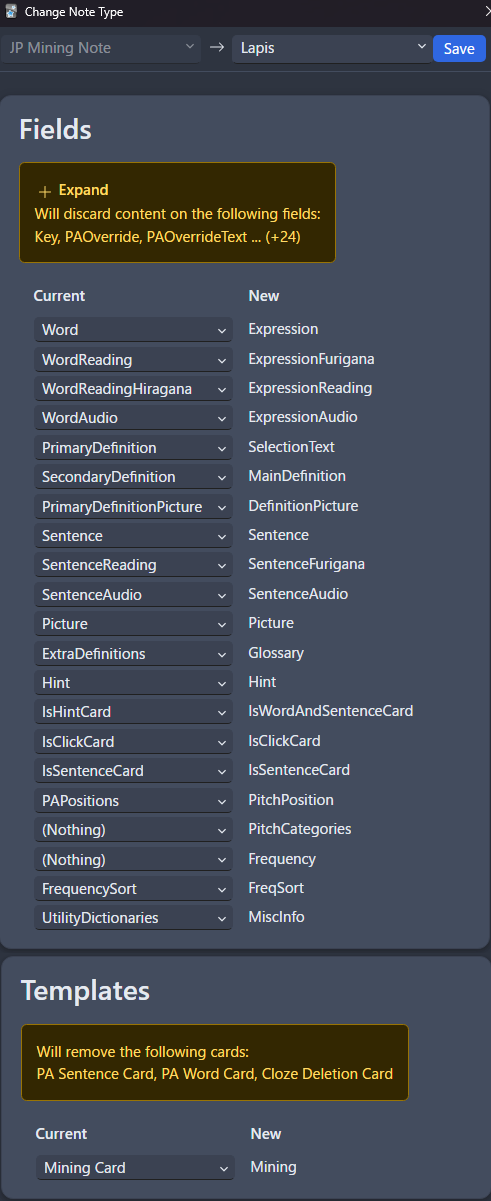 Change Note Type
JP Mining Note → Lapis Save
Fields
+ Expand
Will discard content on the following fields:
Key, PAOverride, PAOverrideText ... (+24)
Current New
Word Expression
WordReading ExpressionFurigana
WordReadingHiragana ExpressionReading
WordAudio ExpressionAudio
PrimaryDefinition SelectionText
SecondaryDefinition MainDefinition
PrimaryDefinitionPicture DefinitionPicture
Sentence Sentence
SentenceReading SentenceFurigana
SentenceAudio SentenceAudio
Picture Picture
ExtraDefinitions Glossary
Hint Hint
IsHintCard IsWordAndSentenceCard
IsClickCard IsClickCard
IsSentenceCard IsSentenceCard
PAPositions PitchPosition
(Nothing) PitchCategories
(Nothing) Frequency
FrequencySort FreqSort
UtilityDictionaries MiscInfo
Templates
Will remove the following cards:
PA Sentence Card, PA Word Card, Cloze Deletion Card
Current New
Mining Card Mining